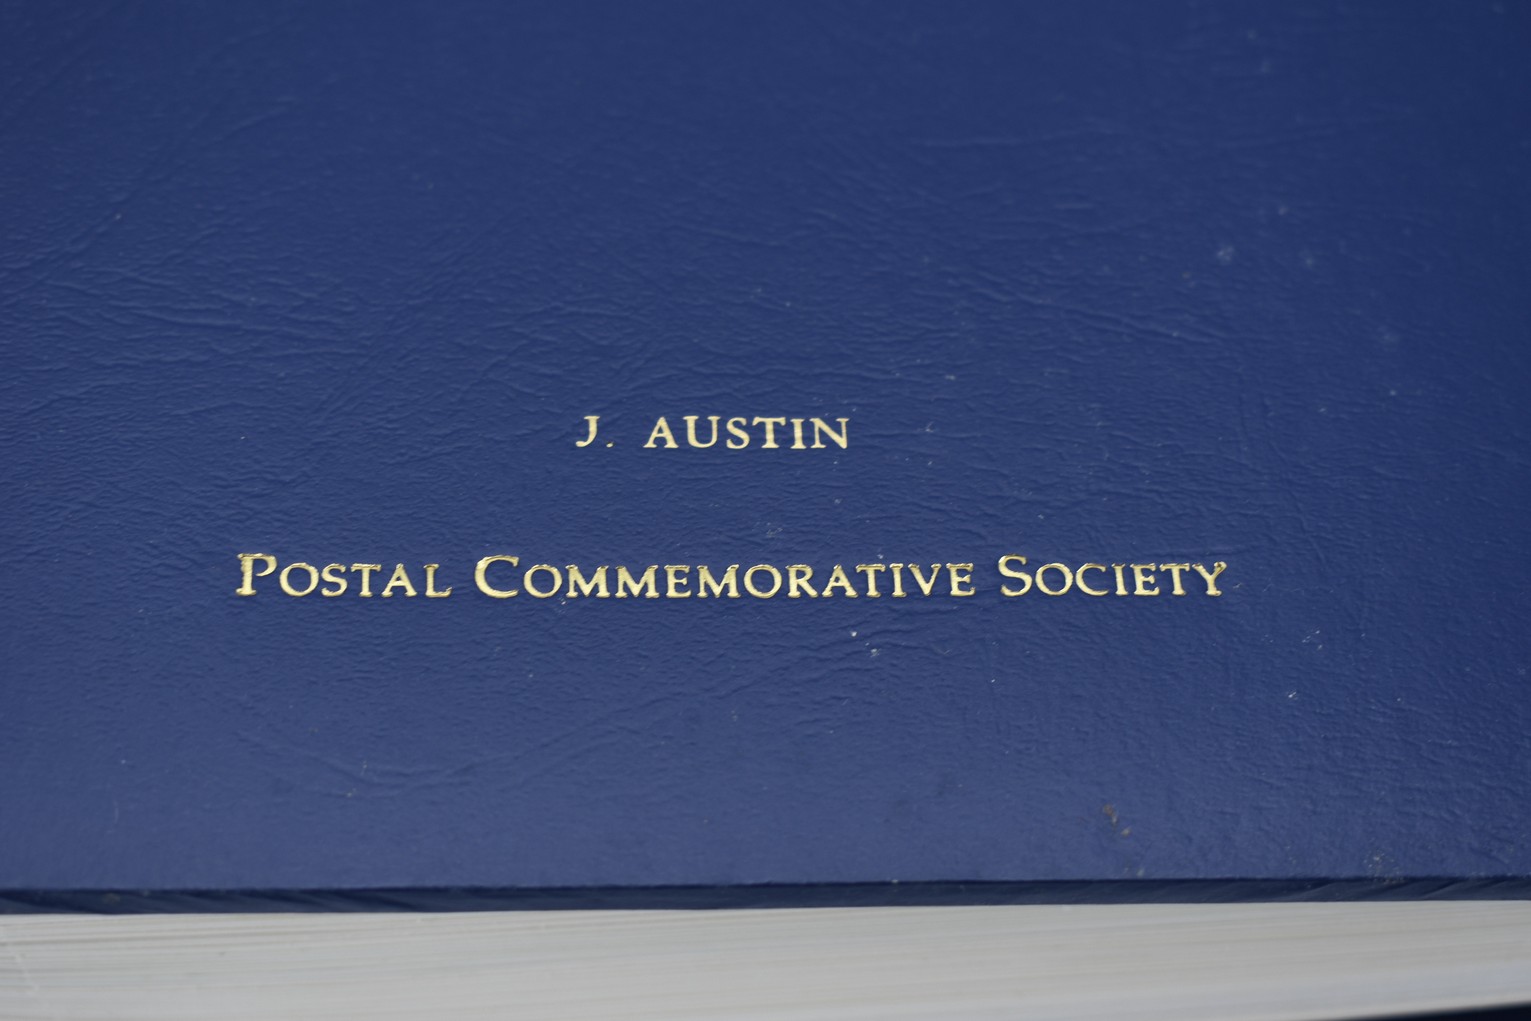 J. AUSTIN
POSTAL COMMEMORATIVE SOCIETY